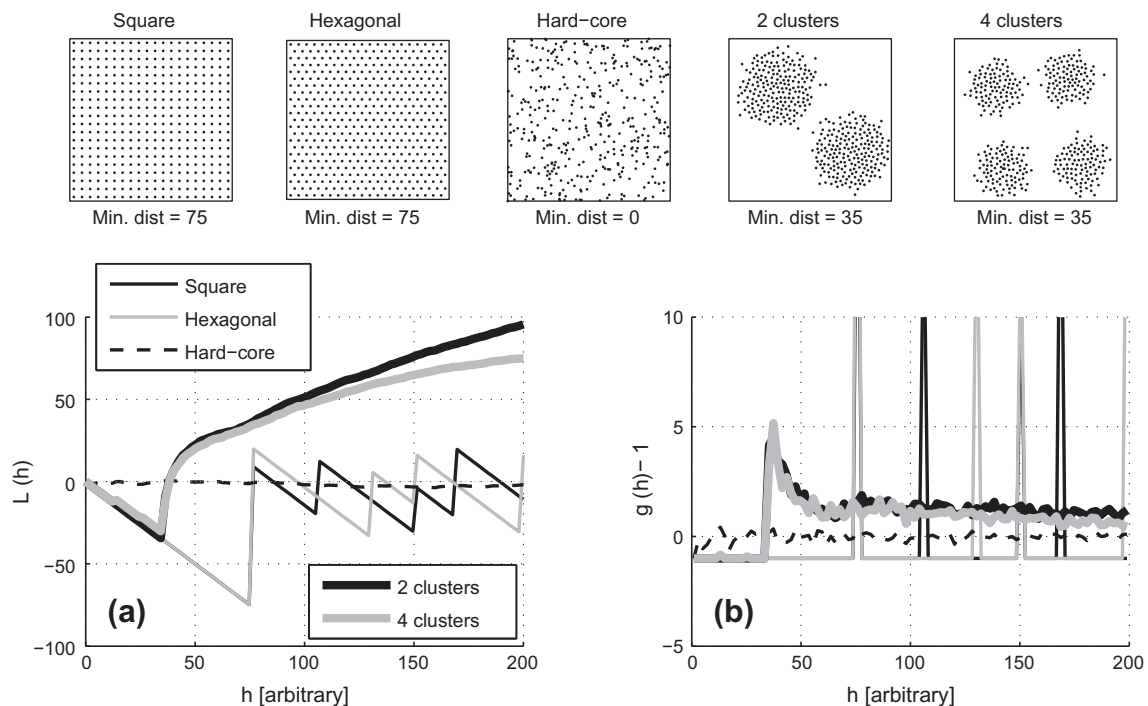 Square
Hexagonal
Hard−core
2 clusters
4 clusters
Min. dist = 75
Min. dist = 75
Min. dist = 0
Min. dist = 35
Min. dist = 35
Square
Hexagonal
Hard−core
100
50
0
−50
−100
L (h)
(a)
2 clusters
4 clusters
0
50
100
150
200
h [arbitrary]
10
5
0
−5
g (h)− 1
(b)
0
50
100
150
200
h [arbitrary]